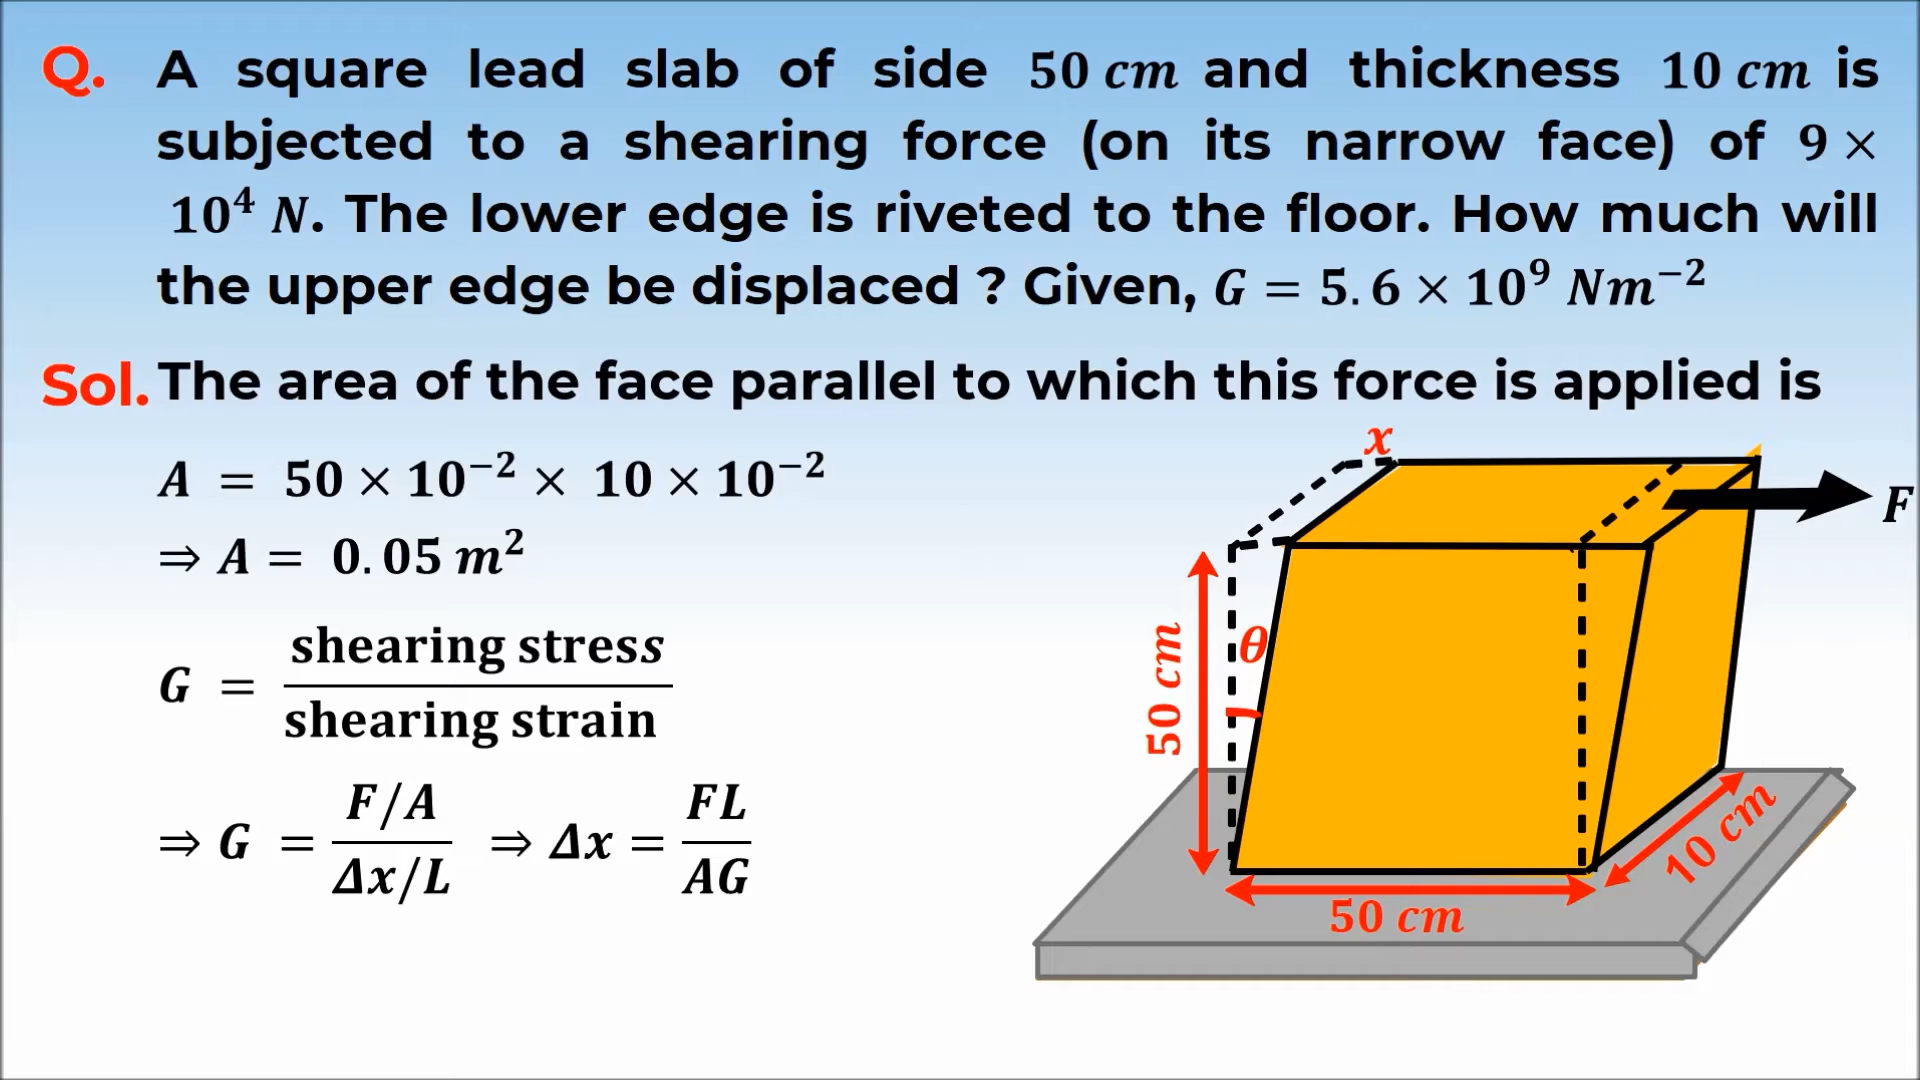 Q. A square lead slab of side 50 cm and thickness 10 cm is
subjected to a shearing force (on its narrow face) of 9 ×
10⁴ N. The lower edge is riveted to the floor. How much will
the upper edge be displaced ? Given, G = 5.6 × 10⁹ Nm⁻²
Sol. The area of the face parallel to which this force is applied is
A = 50 × 10⁻² × 10 × 10⁻²
⇒ A = 0.05 m²
G = shearing stress / shearing strain
⇒ G = F/A / Δx/L ⇒ Δx = FL / AG
x
F
θ
50 cm
10 cm
50 cm